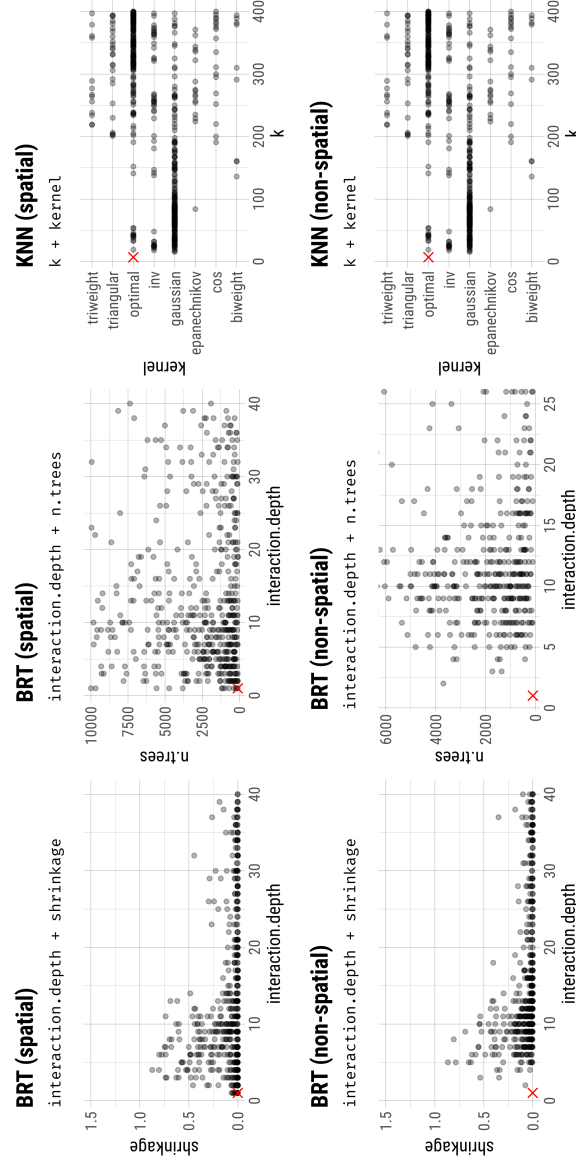 BRT (spatial)
interaction.depth + shrinkage
1.5
1.0
0.5
0.0
shrinkage
0 10 20 30 40
interaction.depth
BRT (spatial)
interaction.depth + n.trees
10000
7500
5000
2500
0
n.trees
0 10 20 30 40
interaction.depth
KNN (spatial)
k + kernel
triweight
triangular
optimal
inv
gaussian
epanechnikov
cos
biweight
kernel
0 100 200 300 400
k
BRT (non-spatial)
interaction.depth + shrinkage
1.5
1.0
0.5
0.0
shrinkage
0 10 20 30 40
interaction.depth
BRT (non-spatial)
interaction.depth + n.trees
6000
4000
2000
0
n.trees
0 5 10 15 20 25
interaction.depth
KNN (non-spatial)
k + kernel
triweight
triangular
optimal
inv
gaussian
epanechnikov
cos
biweight
kernel
0 100 200 300 400
k